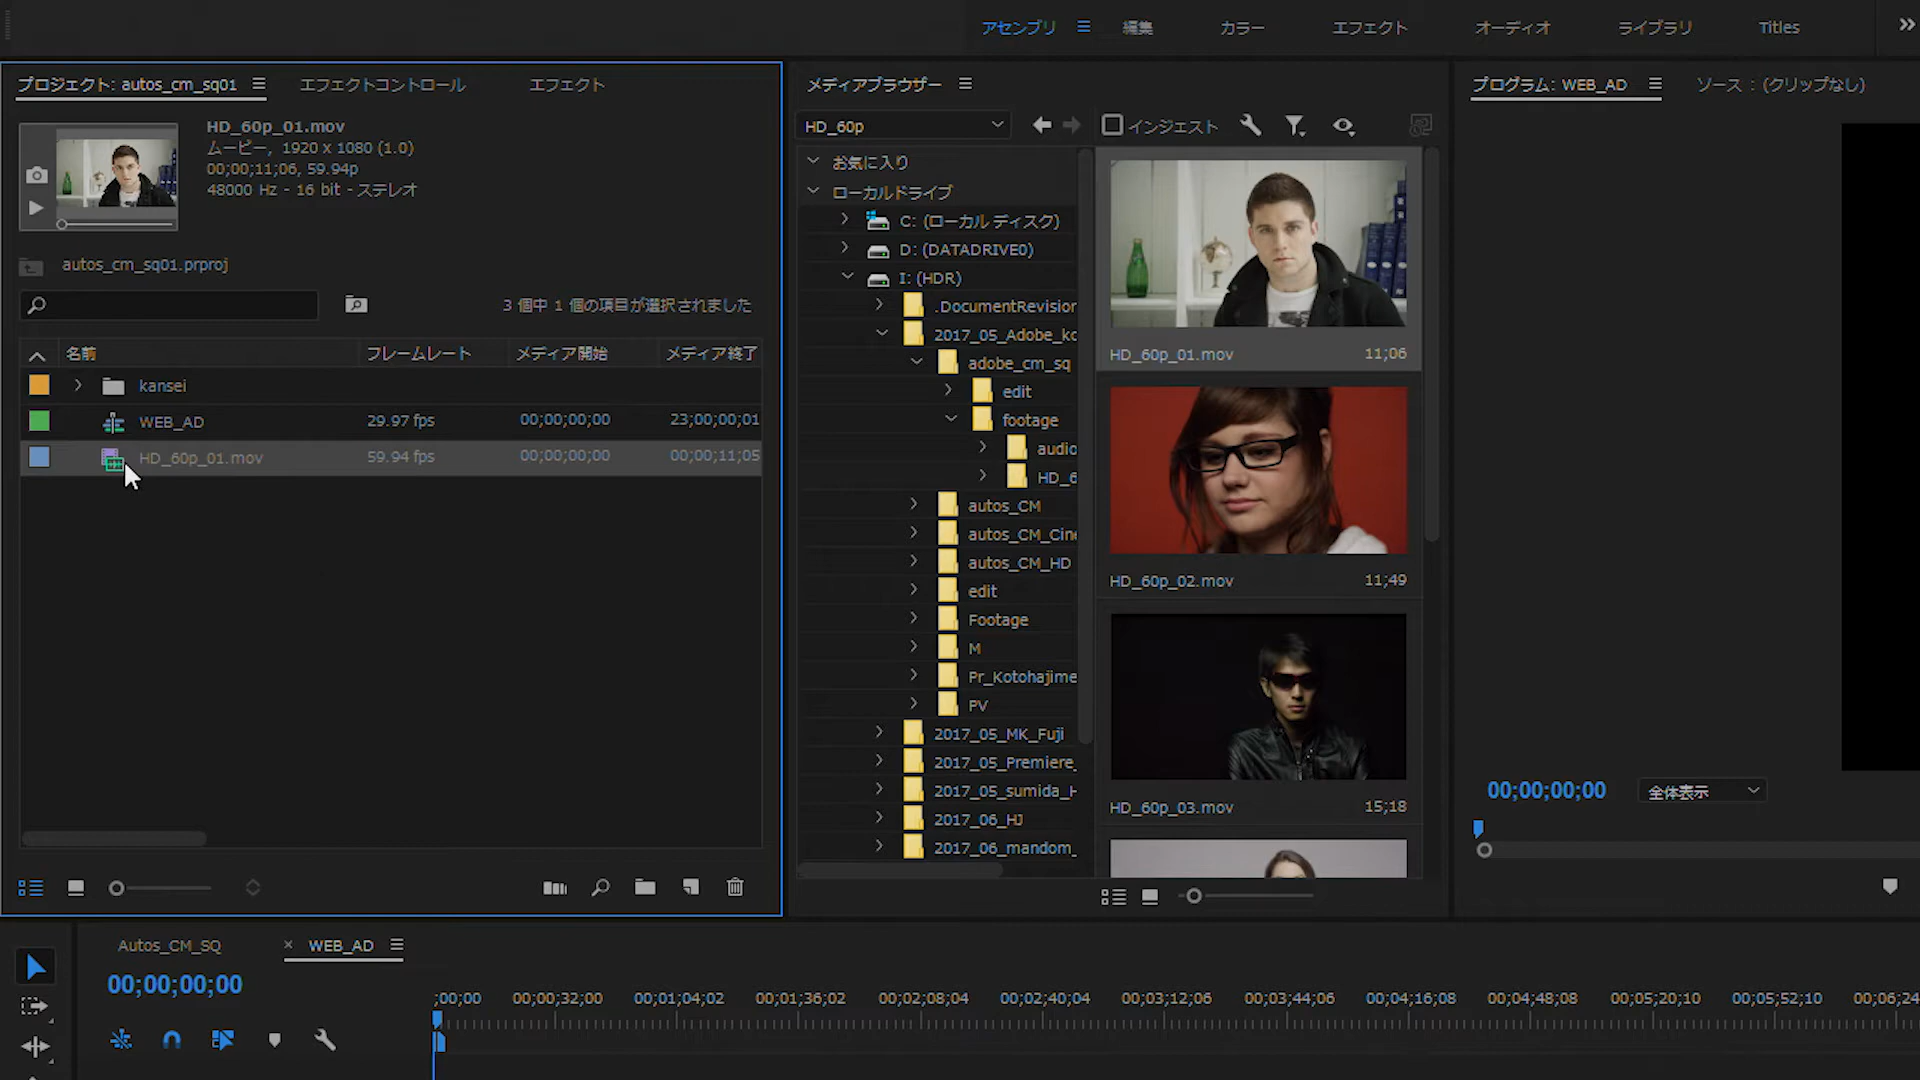 アセンブリ 編集 カラー エフェクト オーディオ ライブラリ Titles
プロジェクト: autos_cm_sq01 エフェクトコントロール エフェクト
HD_60p_01.mov
ムービー, 1920 x 1080 (1.0)
00;00;11;06, 59.94p
48000 Hz - 16 bit - ステレオ
autos_cm_sq01.prproj
3 個中 1 個の項目が選択されました
名前 フレームレート メディア開始 メディア終了
kansei
WEB_AD 29.97 fps 00;00;00;00 23;00;00;01
HD_60p_01.mov 59.94 fps 00;00;00;00 00;00;11;05
メディアブラウザー
HD_60p インジェスト
お気に入り
ローカルドライブ
C: (ローカル ディスク)
D: (DATADRIVE0)
I: (HDR)
.DocumentRevision
2017_05_Adobe_kc
adobe_cm_sq
edit
footage
audio
HD_6
autos_CM
autos_CM_Cine
autos_CM_HD
edit
Footage
M
Pr_Kotohajime
PV
2017_05_MK_Fuji
2017_05_Premiere_
2017_05_sumida_H
2017_06_HJ
2017_06_mandom_
HD_60p_01.mov 11;06
HD_60p_02.mov 11;49
HD_60p_03.mov 15;18
プログラム: WEB_AD ソース : (クリップなし)
00;00;00;00 全体表示
Autos_CM_SQ × WEB_AD
00;00;00;00
;00;00 00;00;32;00 00;01;04;02 00;01;36;02 00;02;08;04 00;02;40;04 00;03;12;06 00;03;44;06 00;04;16;08 00;04;48;08 00;05;20;10 00;05;52;10 00;06;24